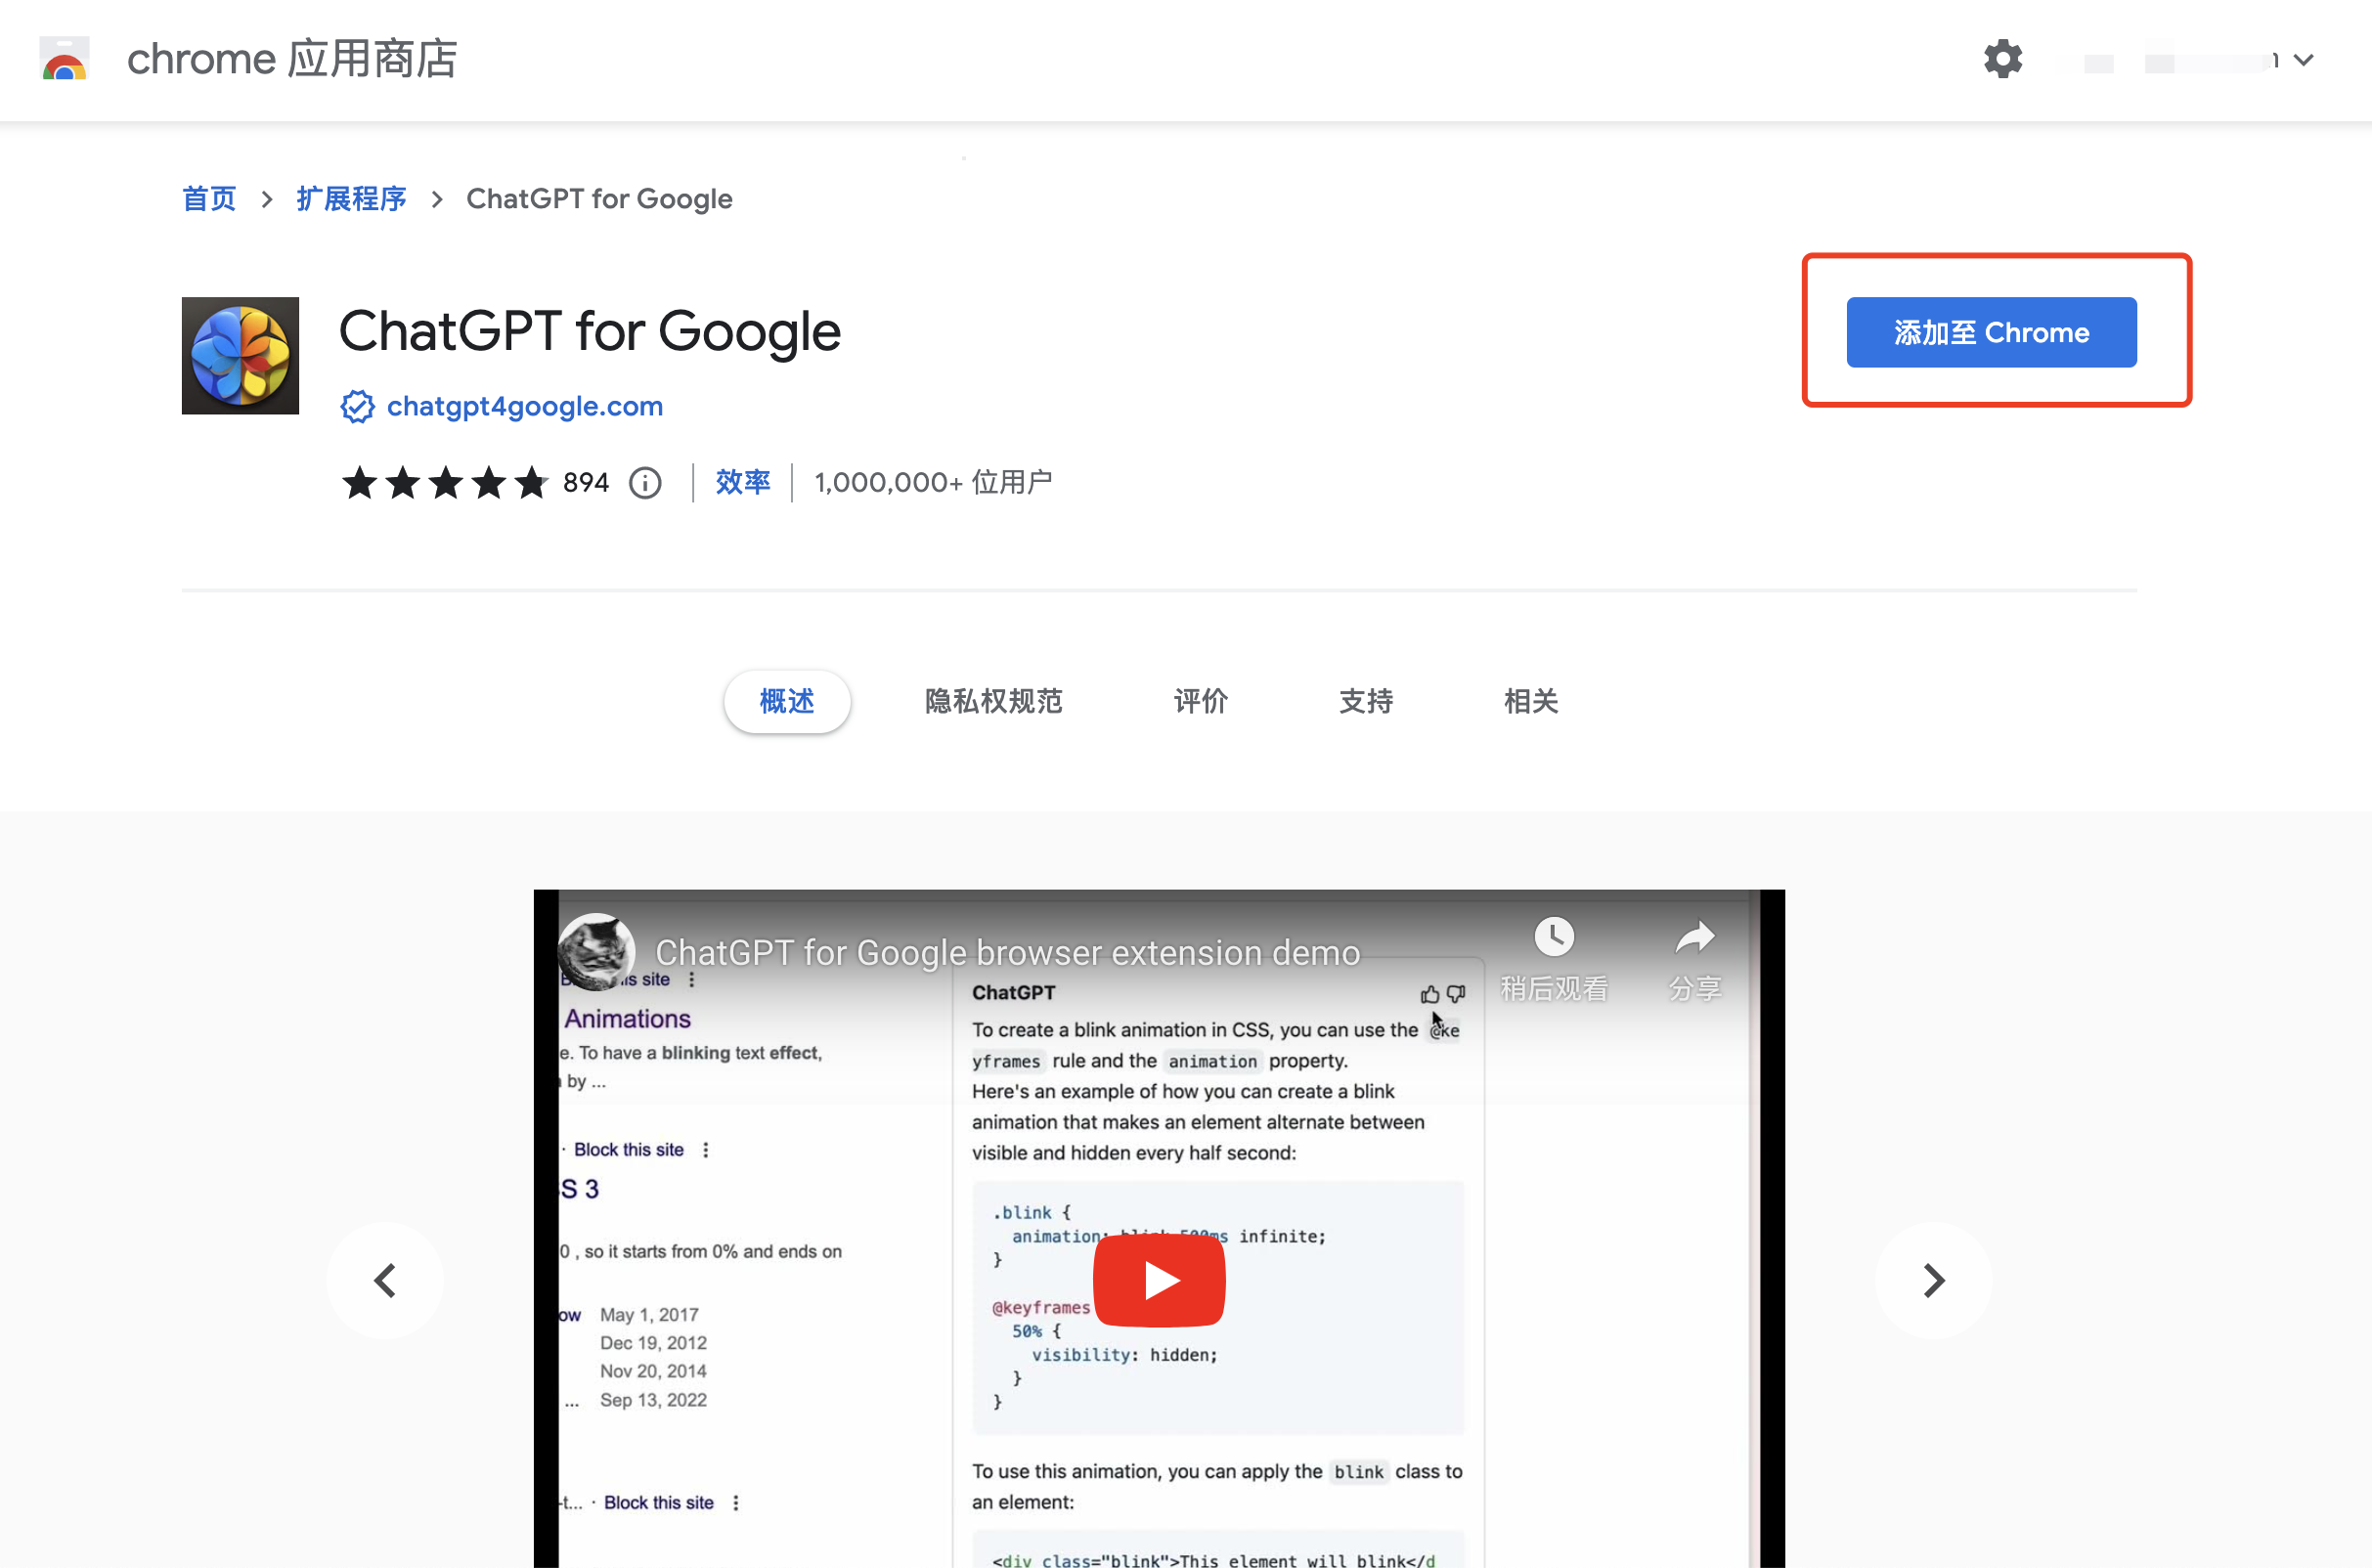 chrome 应用商店
首页 > 扩展程序 > ChatGPT for Google
ChatGPT for Google
添加至 Chrome
chatgpt4google.com
894
效率
1,000,000+ 位用户
概述
隐私权规范
评价
支持
相关
ChatGPT for Google browser extension demo
稍后观看
分享
is site
Animations
e. To have a blinking text effect,
by ...
· Block this site
S 3
0 , so it starts from 0% and ends on
ow May 1, 2017
Dec 19, 2012
Nov 20, 2014
... Sep 13, 2022
-t... · Block this site
ChatGPT
To create a blink animation in CSS, you can use the @ke
yframes rule and the animation property.
Here's an example of how you can create a blink
animation that makes an element alternate between
visible and hidden every half second:
.blink {
animation: blink 500ms infinite;
}
@keyframes
50% {
visibility: hidden;
}
}
To use this animation, you can apply the blink class to
an element:
<div class="blink">This element will blink</d